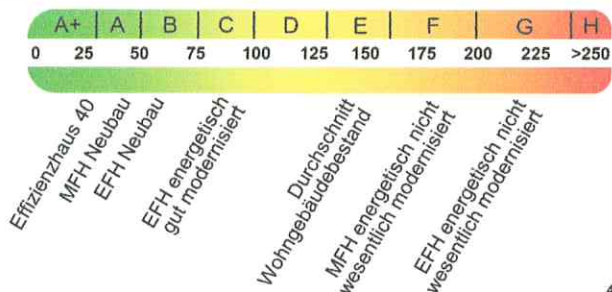 A+ A B C D E F G H
0 25 50 75 100 125 150 175 200 225 >250
Effizienzhaus 40
MFH Neubau
EFH Neubau
EFH energetisch
gut modernisiert
Durchschnitt
Wohngebäudebestand
MFH energetisch nicht
wesentlich modernisiert
EFH energetisch nicht
wesentlich modernisiert